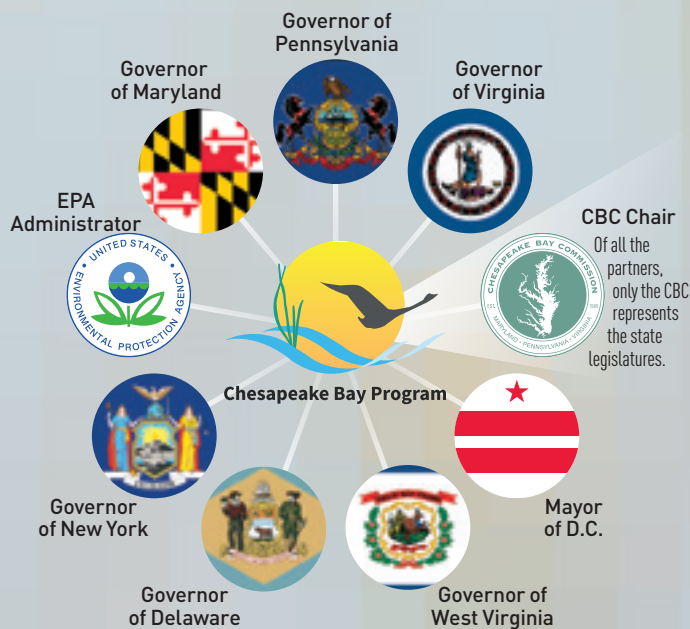 Governor of
Pennsylvania
Governor
of Maryland
Governor
of Virginia
EPA
Administrator
UNITED STATES
ENVIRONMENTAL PROTECTION AGENCY
CBC Chair
Of all the
partners,
only the CBC
represents
the state
legislatures.
CHESAPEAKE BAY COMMISSION
MARYLAND • PENNSYLVANIA • VIRGINIA
Chesapeake Bay Program
Governor
of New York
Mayor
of D.C.
Governor
of Delaware
Governor of
West Virginia